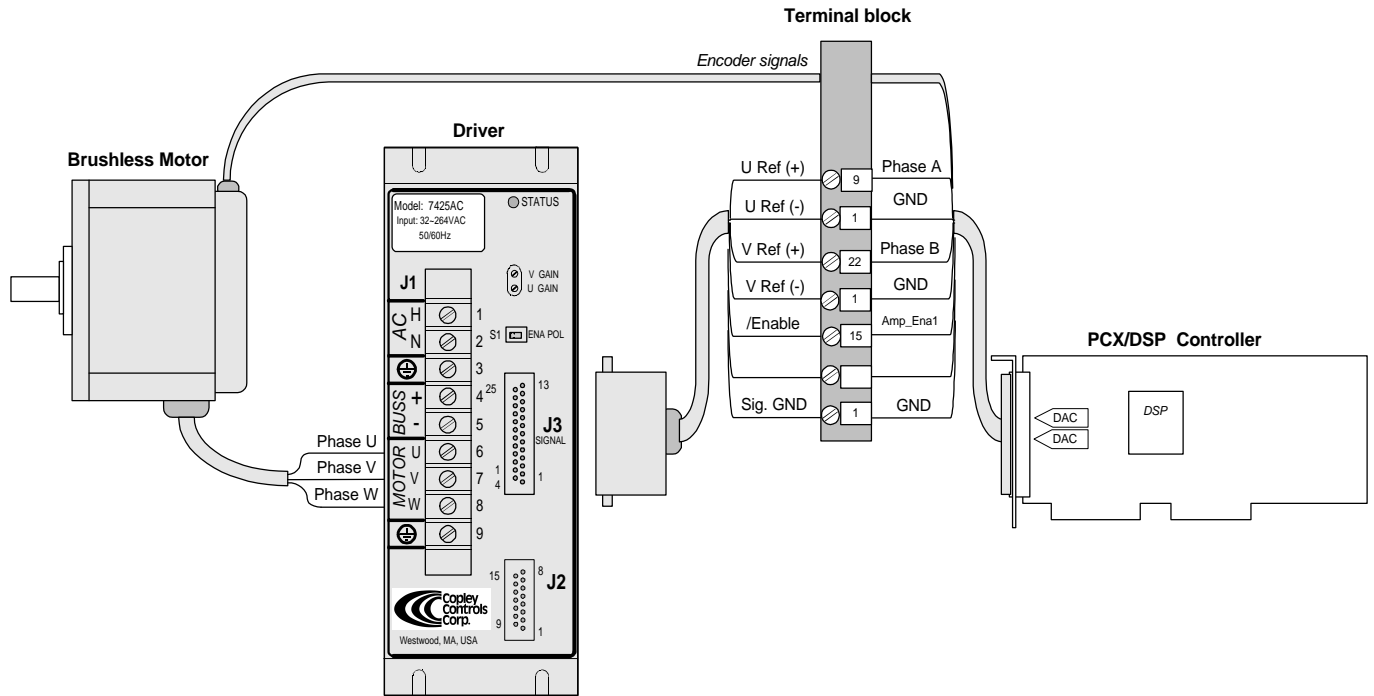 Terminal block
Encoder signals
Driver
Brushless Motor
U Ref (+) 9 Phase A
GND
U Ref (-) 1
V Ref (+) 22 Phase B
V Ref (-) 1 GND
/Enable 15 Amp_Ena1
Sig. GND 1 GND
Model: 7425AC
Input: 32~264VAC
50/60Hz
STATUS
V GAIN
U GAIN
J1
AC
H 1
N 2
S1 ENA POL
3
BUSS
+ 4
- 5
25 13
J3
SIGNAL
1 1
4
MOTOR
U 6
V 7
W 8
9
Phase U
Phase V
Phase W
15 8
J2
9 1
Copley
Controls
Corp.
Westwood, MA, USA
PCX/DSP Controller
DAC
DAC
DSP